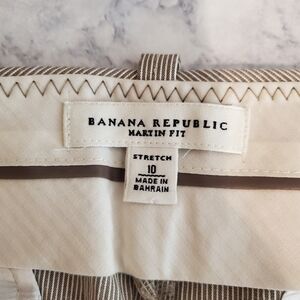 BANANA REPUBLIC
MARTIN FIT
STRETCH
10
MADE IN
BAHRAIN